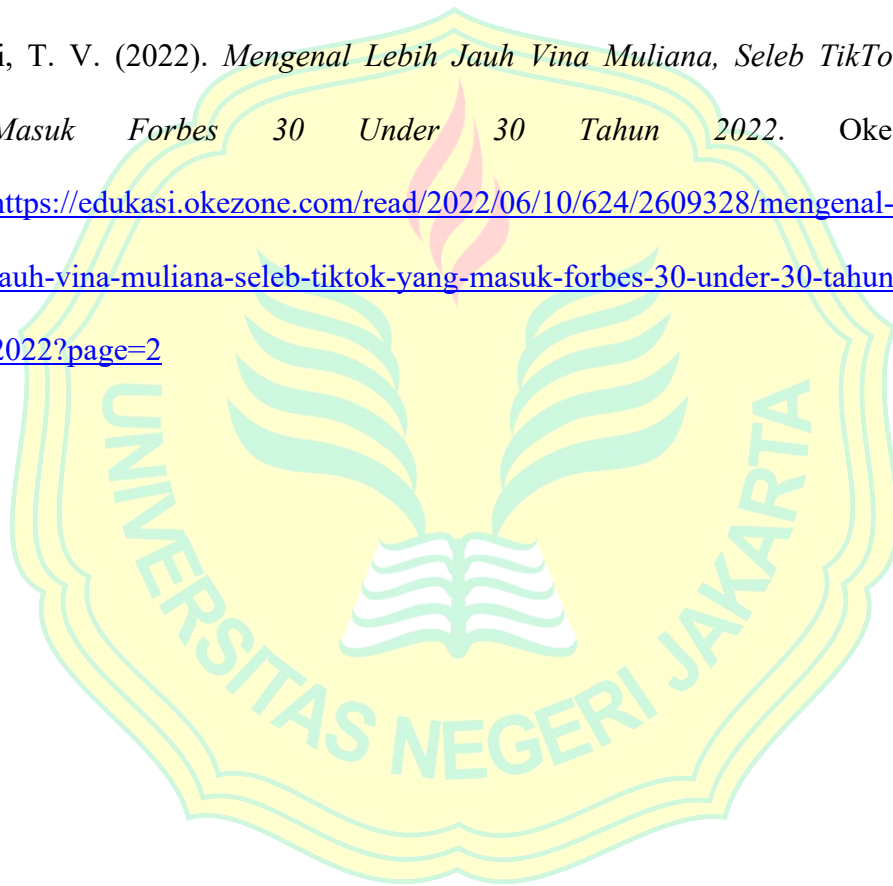 i, T. V. (2022). Mengenal Lebih Jauh Vina Muliana, Seleb TikTo
Masuk Forbes 30 Under 30 Tahun 2022. Oke
https://edukasi.okezone.com/read/2022/06/10/624/2609328/mengenal-
jauh-vina-muliana-seleb-tiktok-yang-masuk-forbes-30-under-30-tahun
2022?page=2
UNIVERSITAS NEGERI JAKARTA